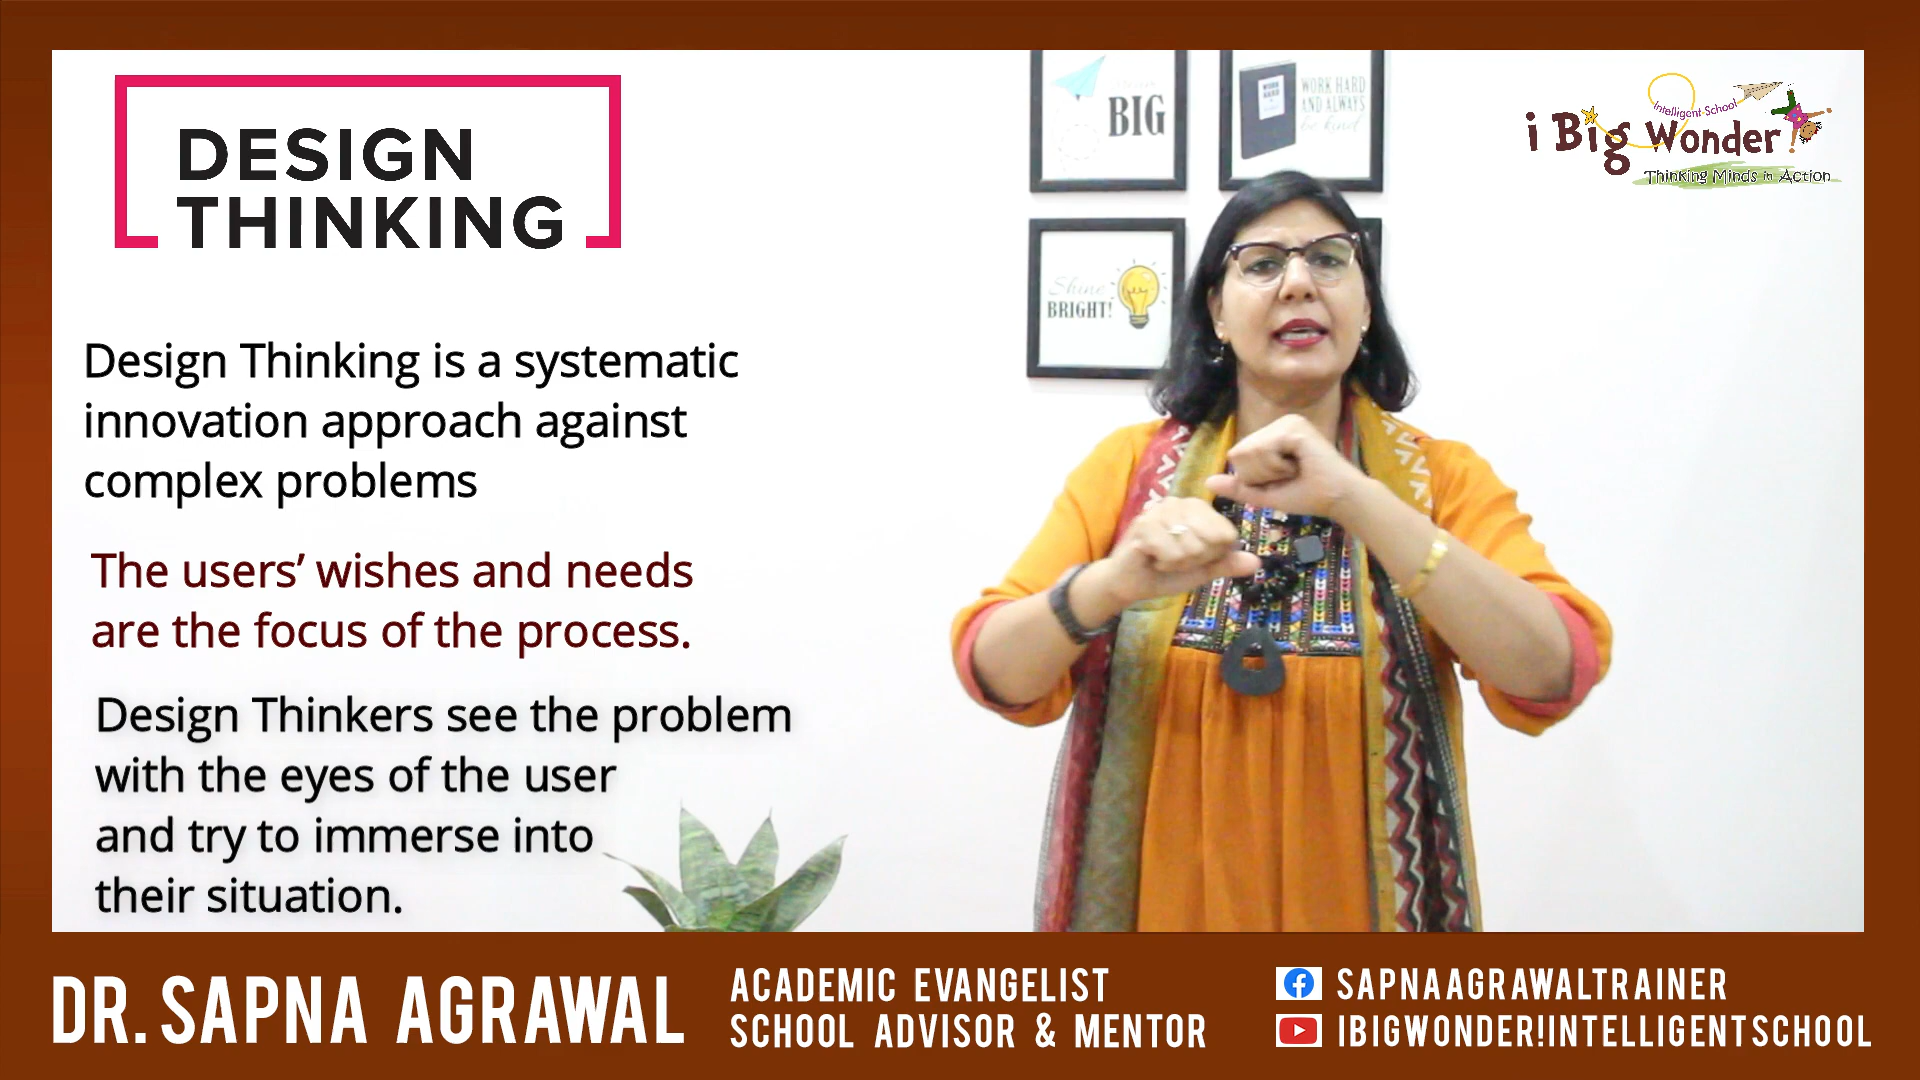 DESIGN
THINKING
Design Thinking is a systematic
innovation approach against
complex problems
The users’ wishes and needs
are the focus of the process.
Design Thinkers see the problem
with the eyes of the user
and try to immerse into
their situation.
BIG
WORK HARD
AND ALWAYS
be kind
WORK
HARD
Shine
BRIGHT!
Intelligent School
i Big Wonder!
Thinking Minds in Action
DR. SAPNA AGRAWAL
ACADEMIC EVANGELIST
SCHOOL ADVISOR & MENTOR
SAPNAAGRAWALTRAINER
IBIGWONDER!INTELLIGENTSCHOOL